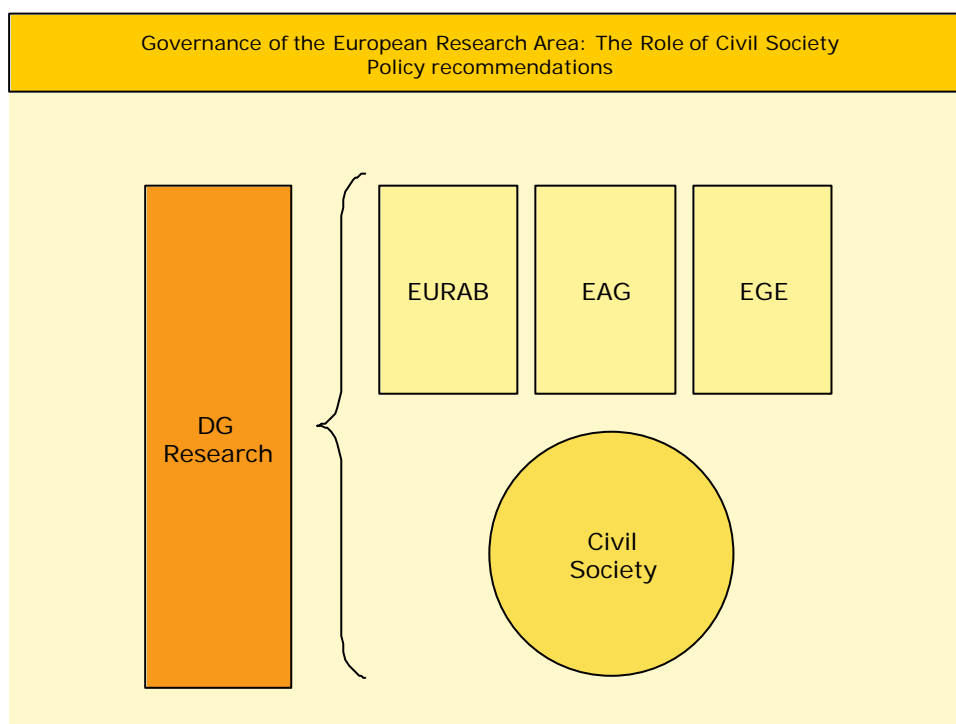 Governance of the European Research Area: The Role of Civil Society
Policy recommendations
EURAB
EAG
EGE
DG
Research
Civil
Society